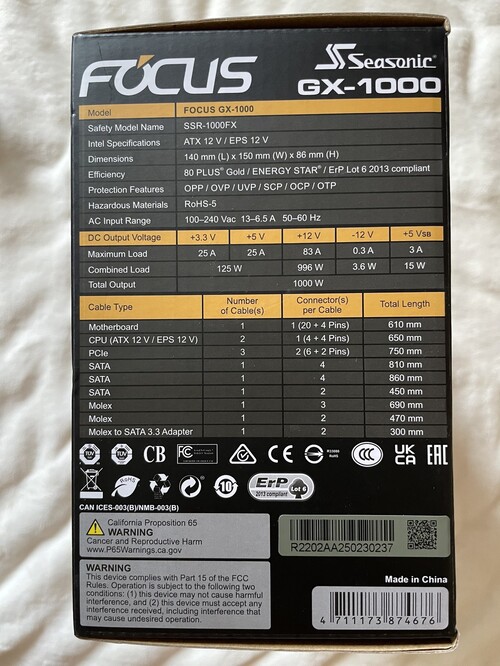 FOCUS
Seasonic
GX-1000
Model FOCUS GX-1000
Safety Model Name SSR-1000FX
Intel Specifications ATX 12 V / EPS 12 V
Dimensions 140 mm (L) x 150 mm (W) x 86 mm (H)
Efficiency 80 PLUS® Gold / ENERGY STAR® / ErP Lot 6 2013 compliant
Protection Features OPP / OVP / UVP / SCP / OCP / OTP
Hazardous Materials RoHS-5
AC Input Range 100–240 Vac 13–6.5 A 50–60 Hz
DC Output Voltage +3.3 V +5 V +12 V -12 V +5 VSB
Maximum Load 25 A 25 A 83 A 0.3 A 3 A
Combined Load 125 W 996 W 3.6 W 15 W
Total Output 1000 W
Cable Type Number of Cable(s) Connector(s) per Cable Total Length
Motherboard 1 1 (20 + 4 Pins) 610 mm
CPU (ATX 12 V / EPS 12 V) 2 1 (4 + 4 Pins) 650 mm
PCIe 3 2 (6 + 2 Pins) 750 mm
SATA 1 4 810 mm
SATA 1 4 860 mm
SATA 1 2 450 mm
Molex 1 3 690 mm
Molex 1 2 470 mm
Molex to SATA 3.3 Adapter 1 2 300 mm
TÜV TÜV CB FC CE RoHS CCC UK CA EAC
RoHS 10 ErP Lot 6
2013 compliant
CAN ICES-003(B)/NMB-003(B)
California Proposition 65
WARNING
Cancer and Reproductive Harm
www.P65Warnings.ca.gov
R2202AA250230237
WARNING
This device complies with Part 15 of the FCC
Rules. Operation is subject to the following two
conditions: (1) this device may not cause harmful
interference, and (2) this device must accept any
interference received, including interference that
may cause undesired operation.
Made in China
4 711173 874676